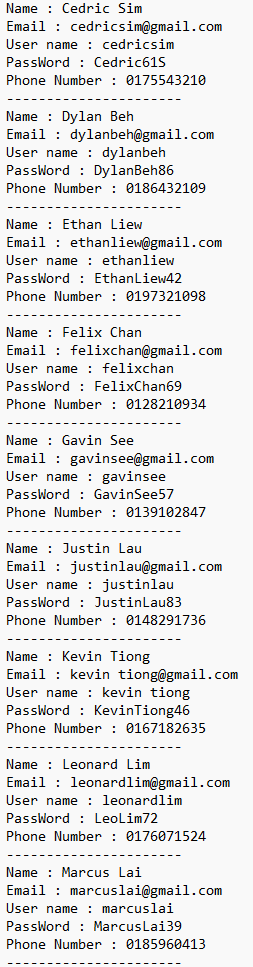 Name : Cedric Sim
Email : cedricsim@gmail.com
User name : cedricsim
PassWord : Cedric61S
Phone Number : 0175543210
----------------------
Name : Dylan Beh
Email : dylanbeh@gmail.com
User name : dylanbeh
PassWord : DylanBeh86
Phone Number : 0186432109
----------------------
Name : Ethan Liew
Email : ethanliew@gmail.com
User name : ethanliew
PassWord : EthanLiew42
Phone Number : 0197321098
----------------------
Name : Felix Chan
Email : felixchan@gmail.com
User name : felixchan
PassWord : FelixChan69
Phone Number : 0128210934
----------------------
Name : Gavin See
Email : gavinsee@gmail.com
User name : gavinsee
PassWord : GavinSee57
Phone Number : 0139102847
----------------------
Name : Justin Lau
Email : justinlau@gmail.com
User name : justinlau
PassWord : JustinLau83
Phone Number : 0148291736
----------------------
Name : Kevin Tiong
Email : kevin tiong@gmail.com
User name : kevin tiong
PassWord : KevinTiong46
Phone Number : 0167182635
----------------------
Name : Leonard Lim
Email : leonardlim@gmail.com
User name : leonardlim
PassWord : LeoLim72
Phone Number : 0176071524
----------------------
Name : Marcus Lai
Email : marcuslai@gmail.com
User name : marcuslai
PassWord : MarcusLai39
Phone Number : 0185960413
----------------------